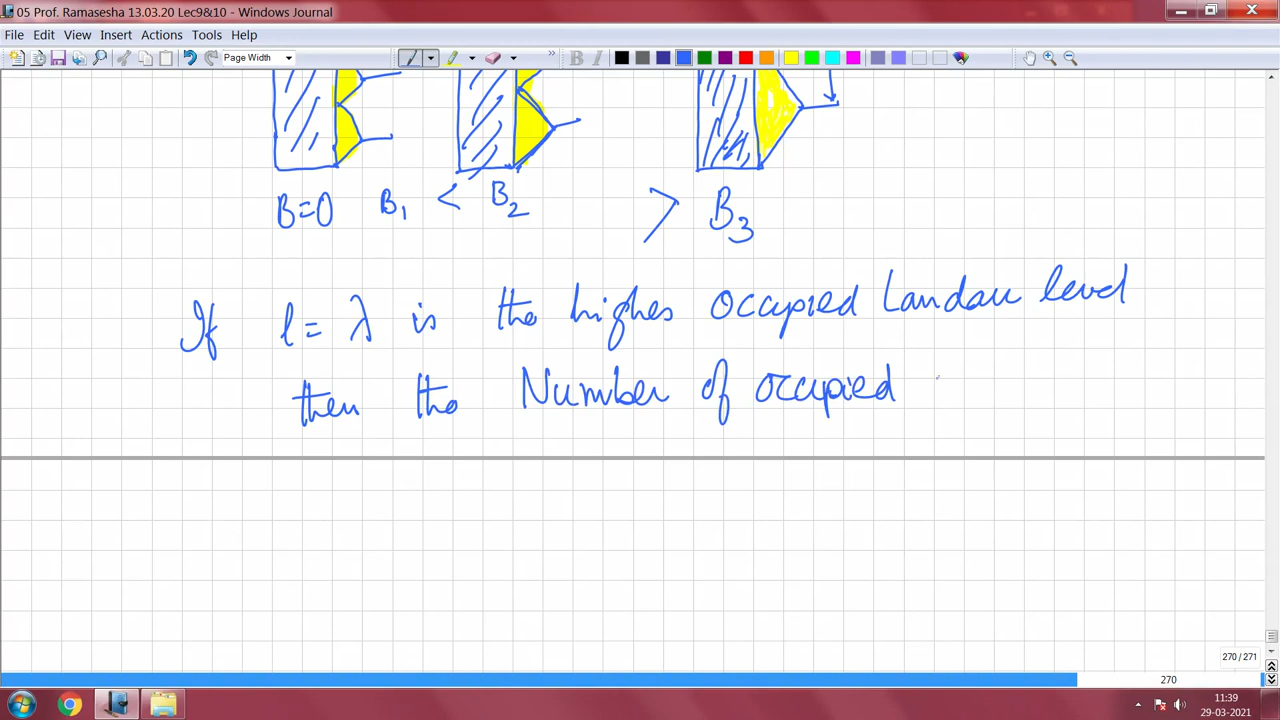 05 Prof. Ramasesha 13.03.20 Lec9&10 - Windows Journal
File Edit View Insert Actions Tools Help
Page Width
B=0 B1 < B2 > B3
If l = λ is the highes occupied Landau level
then the Number of occupied
270 / 271
270
11:39
29-03-2021